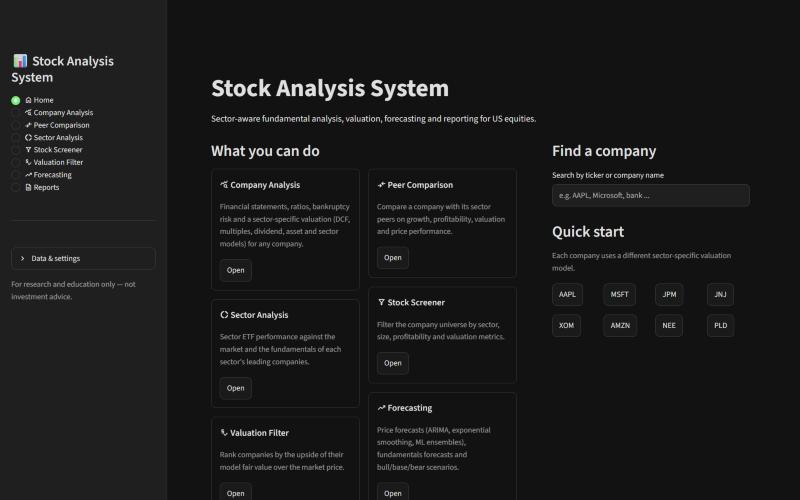 Stock Analysis
System
Home
Company Analysis
Peer Comparison
Sector Analysis
Stock Screener
Valuation Filter
Forecasting
Reports
Data & settings
For research and education only — not
investment advice.
Stock Analysis System
Sector-aware fundamental analysis, valuation, forecasting and reporting for US equities.
What you can do
Company Analysis
Financial statements, ratios, bankruptcy
risk and a sector-specific valuation (DCF,
multiples, dividend, asset and sector
models) for any company.
Open
Peer Comparison
Compare a company with its sector
peers on growth, profitability, valuation
and price performance.
Open
Sector Analysis
Sector ETF performance against the
market and the fundamentals of each
sector's leading companies.
Open
Stock Screener
Filter the company universe by sector,
size, profitability and valuation metrics.
Open
Valuation Filter
Rank companies by the upside of their
model fair value over the market price.
Open
Forecasting
Price forecasts (ARIMA, exponential
smoothing, ML ensembles),
fundamentals forecasts and
bull/base/bear scenarios.
Open
Find a company
Search by ticker or company name
e.g. AAPL, Microsoft, bank ...
Quick start
Each company uses a different sector-specific valuation
model.
AAPL MSFT JPM JNJ
XOM AMZN NEE PLD